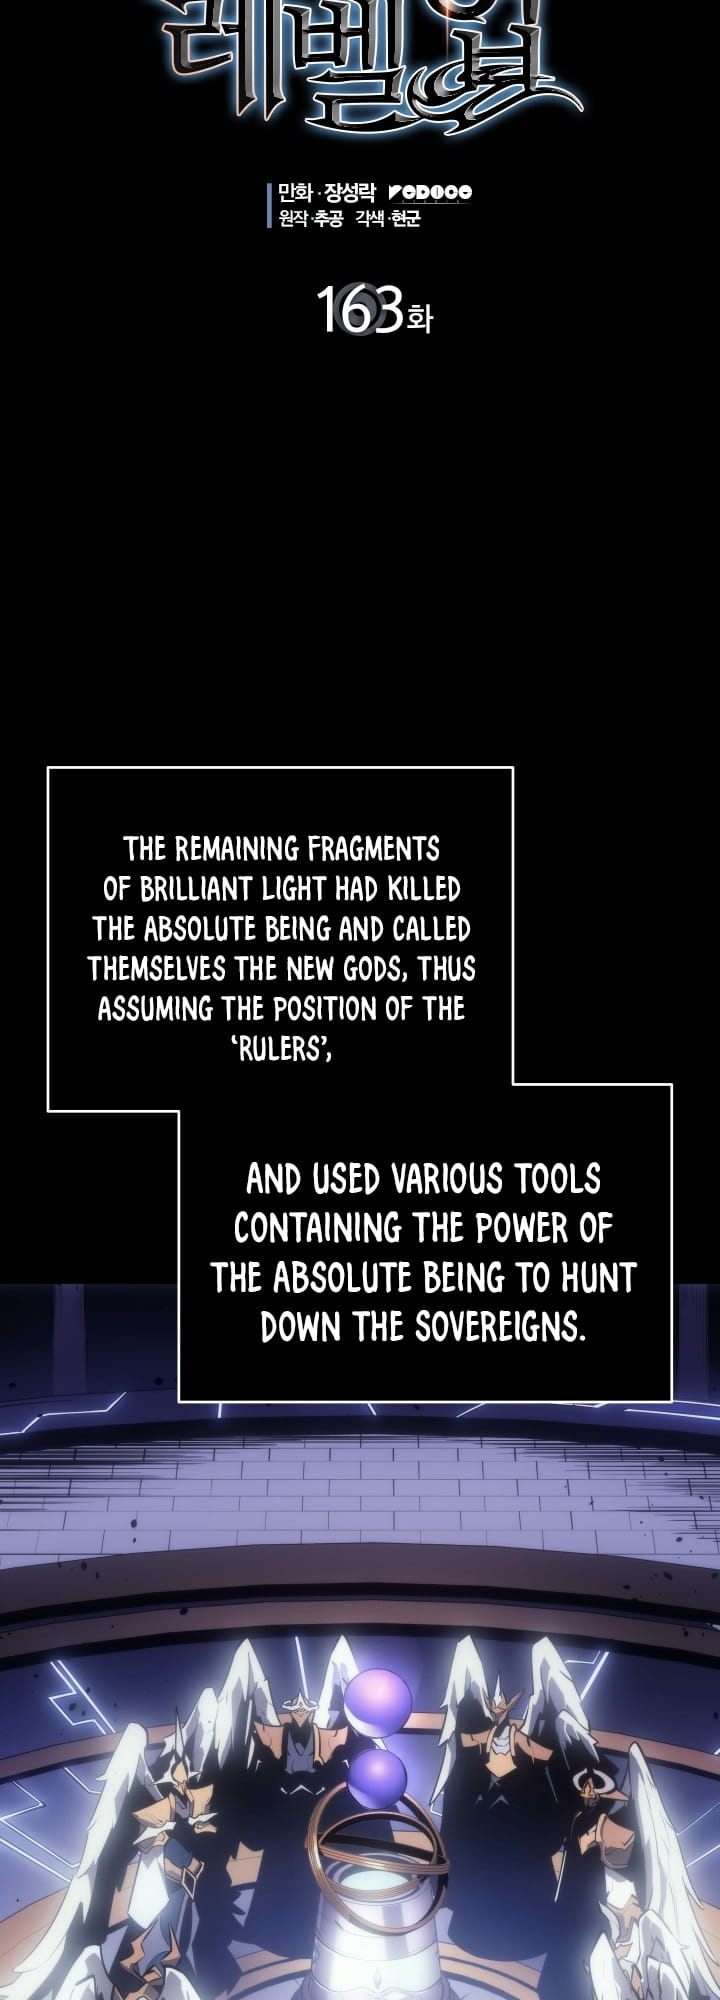 레벨업
만화·장성락 REDICE
원작·추공 각색·현군
163화
THE REMAINING FRAGMENTS
OF BRILLIANT LIGHT HAD KILLED
THE ABSOLUTE BEING AND CALLED
THEMSELVES THE NEW GODS, THUS
ASSUMING THE POSITION OF THE
‘RULERS’,
AND USED VARIOUS TOOLS
CONTAINING THE POWER OF
THE ABSOLUTE BEING TO HUNT
DOWN THE SOVEREIGNS.